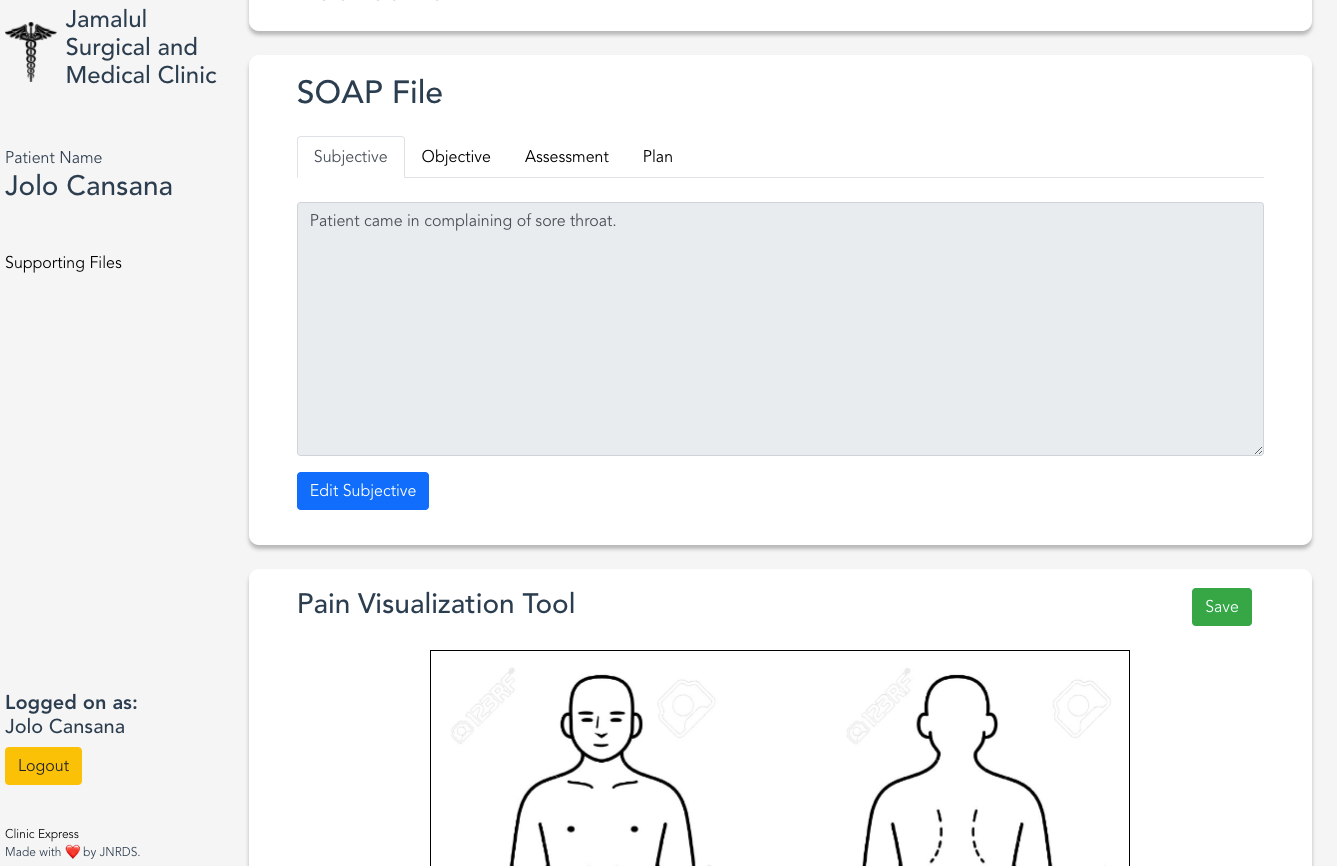 Jamalul
Surgical and
Medical Clinic
Patient Name
Jolo Cansana
Supporting Files
Logged on as:
Jolo Cansana
Logout
Clinic Express
Made with ❤️ by JNRDS.
SOAP File
Subjective Objective Assessment Plan
Patient came in complaining of sore throat.
Edit Subjective
Pain Visualization Tool
Save
123RF
123RF